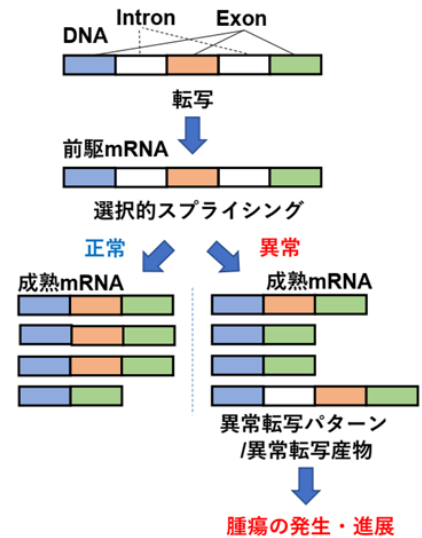 Intron Exon
DNA
転写
前駆mRNA
選択的スプライシング
正常 異常
成熟mRNA 成熟mRNA
異常転写パターン
/異常転写産物
腫瘍の発生・進展